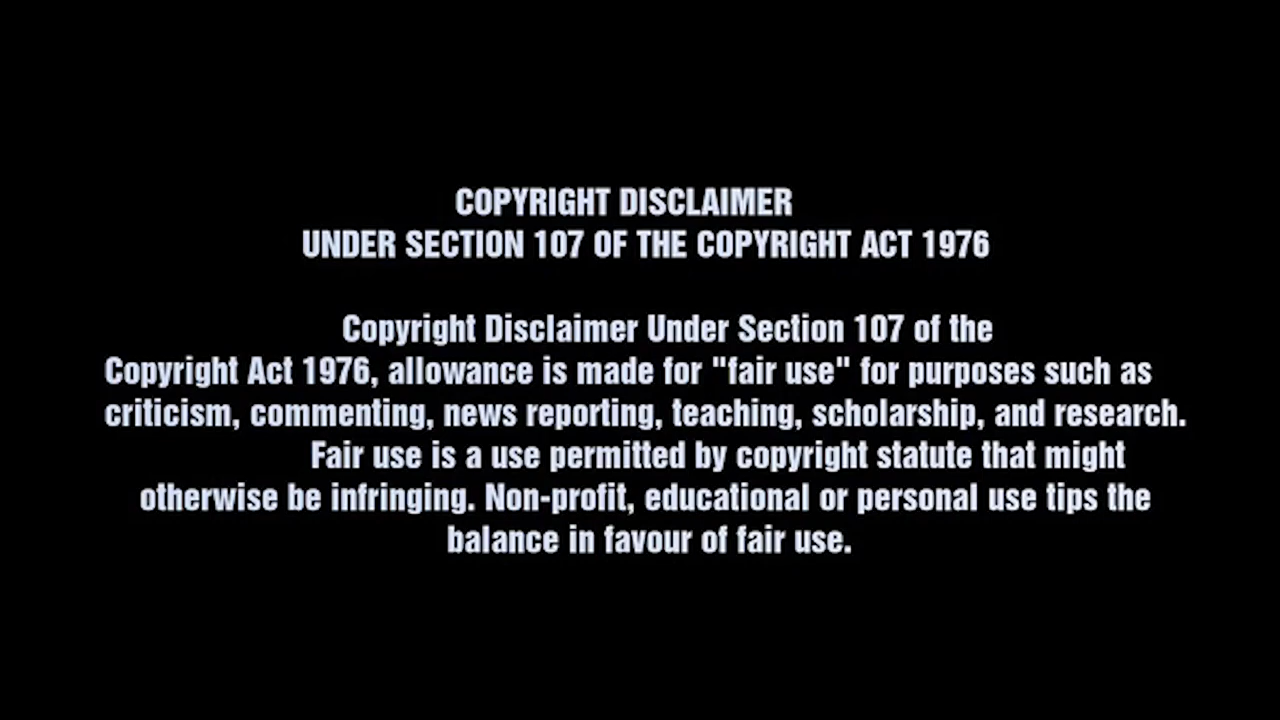 COPYRIGHT DISCLAIMER
UNDER SECTION 107 OF THE COPYRIGHT ACT 1976
Copyright Disclaimer Under Section 107 of the
Copyright Act 1976, allowance is made for "fair use" for purposes such as
criticism, commenting, news reporting, teaching, scholarship, and research.
Fair use is a use permitted by copyright statute that might
otherwise be infringing. Non-profit, educational or personal use tips the
balance in favour of fair use.